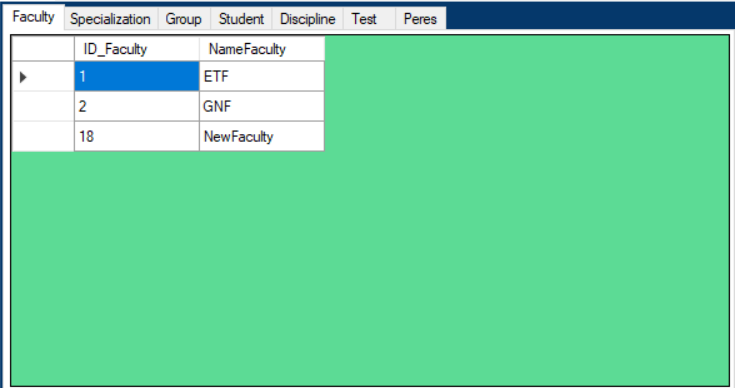 Faculty Specialization Group Student Discipline Test Peres
ID_Faculty NameFaculty
1 ETF
2 GNF
18 NewFaculty